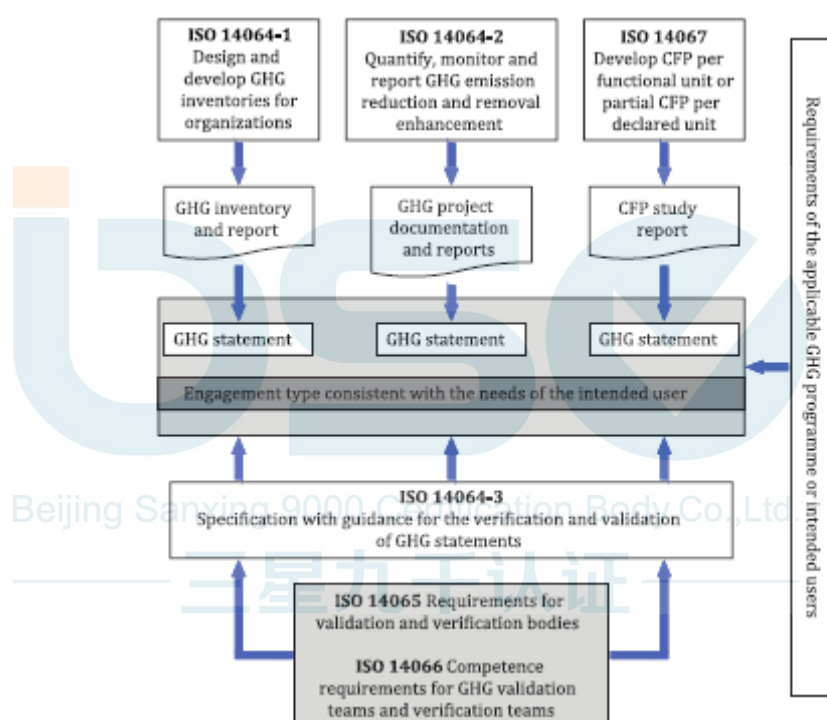 ISO 14064-1
Design and
develop GHG
inventories for
organizations
ISO 14064-2
Quantify, monitor and
report GHG emission
reduction and removal
enhancement
ISO 14067
Develop CFP per
functional unit or
partial CFP per
declared unit
GHG inventory
and report
GHG project
documentation
and reports
CFP study
report
GHG statement
GHG statement
GHG statement
Engagement type consistent with the needs of the intended user
ISO 14064-3
Specification with guidance for the verification and validation
of GHG statements
ISO 14065 Requirements for
validation and verification bodies
ISO 14066 Competence
requirements for GHG validation
teams and verification teams
Requirements of the applicable GHG programme or intended users
Beijing Sanxing 9000 Certification Body Co.,Ltd.
三星九千认证